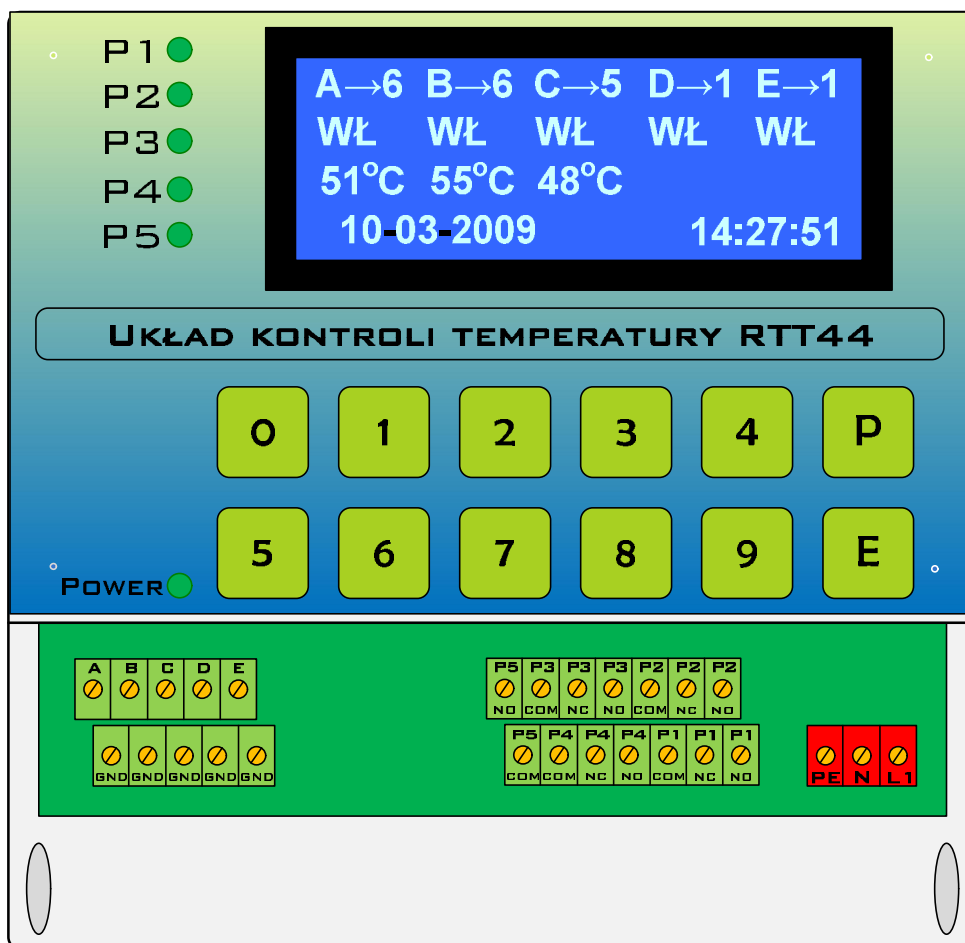 P1
P2
P3
P4
P5
A→6 B→6 C→5 D→1 E→1
WŁ WŁ WŁ WŁ WŁ
51°C 55°C 48°C
10-03-2009 14:27:51
UKŁAD KONTROLI TEMPERATURY RTT44
0 1 2 3 4 P
5 6 7 8 9 E
POWER
A B C D E
GND GND GND GND GND
P5 P3 P3 P3 P2 P2 P2
NO COM NC NO COM NC NO
P5 P4 P4 P4 P1 P1 P1
COM COM NC NO COM NC NO
PE N L1